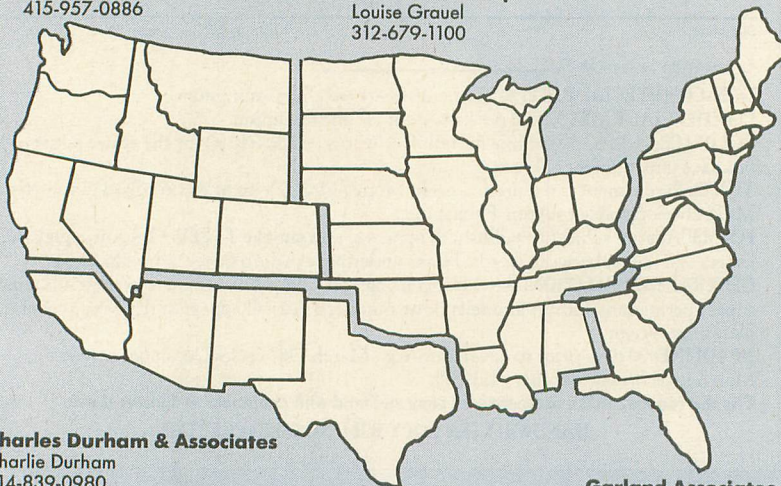 415-957-0886
Louise Grauel
312-679-1100
harles Durham & Associates
harlie Durham
14-839-0980
Garland Associates